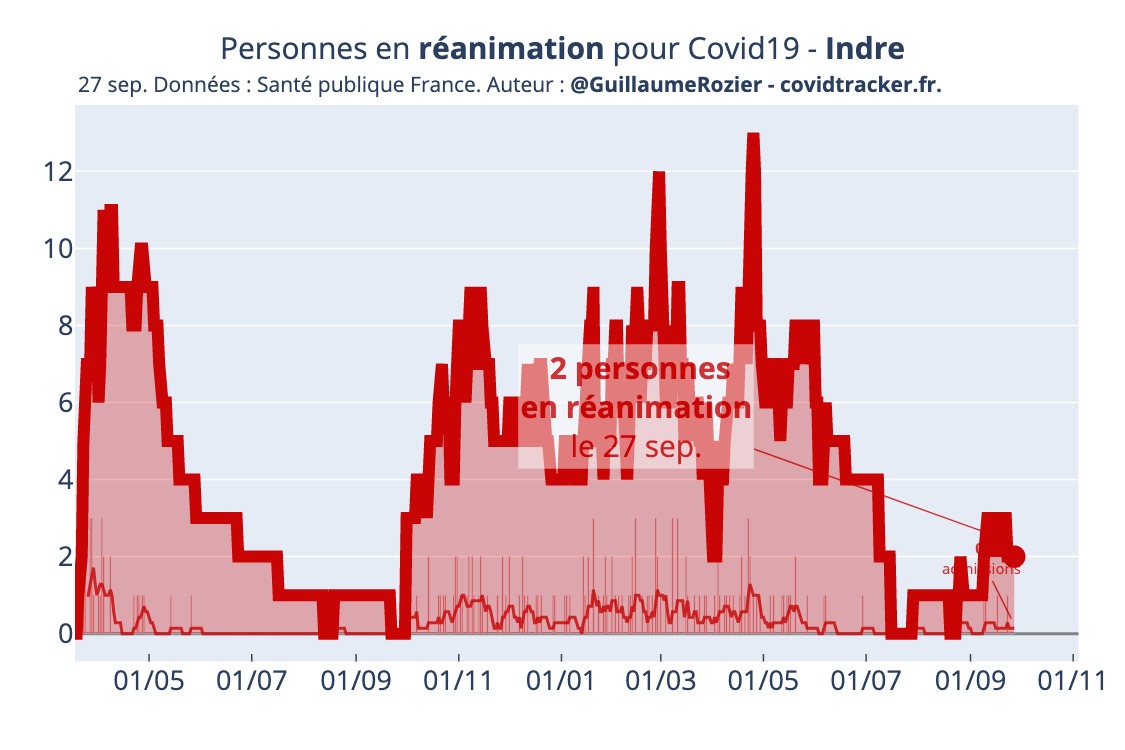 Personnes en réanimation pour Covid19 - Indre
27 sep. Données : Santé publique France. Auteur : @GuillaumeRozier - covidtracker.fr.
12
10
8
6
4
2
0
2 personnes
en réanimation
le 27 sep.
admissions
01/05
01/07
01/09
01/11
01/01
01/03
01/05
01/07
01/09
01/11